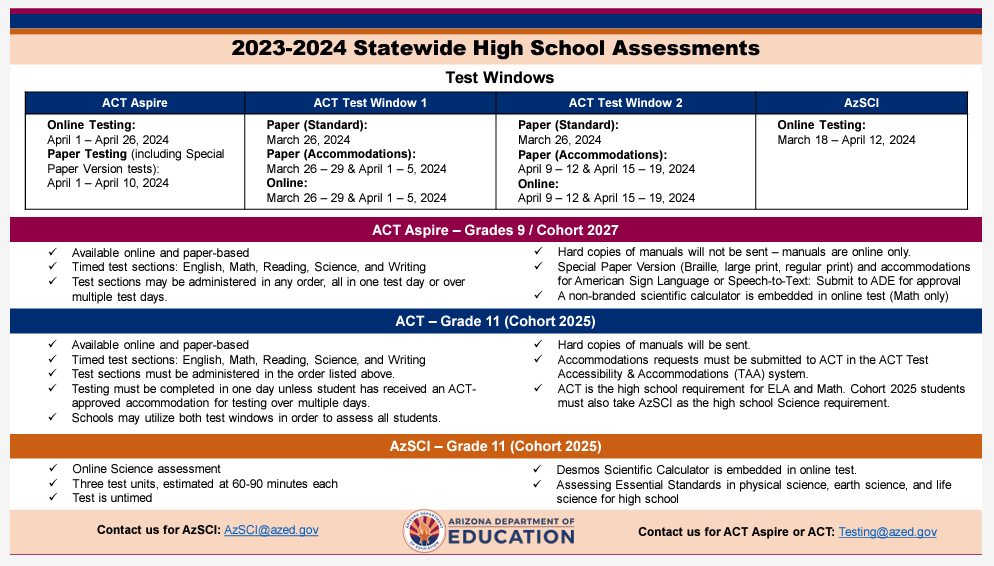 2023-2024 Statewide High School Assessments
Test Windows
ACT Aspire
Online Testing:
April 1 – April 26, 2024
Paper Testing (including Special
Paper Version tests):
April 1 – April 10, 2024
ACT Test Window 1
Paper (Standard):
March 26, 2024
Paper (Accommodations):
March 26 – 29 & April 1 – 5, 2024
Online:
March 26 – 29 & April 1 – 5, 2024
ACT Test Window 2
Paper (Standard):
March 26, 2024
Paper (Accommodations):
April 9 – 12 & April 15 – 19, 2024
Online:
April 9 – 12 & April 15 – 19, 2024
AzSCI
Online Testing:
March 18 – April 12, 2024
ACT Aspire – Grades 9 / Cohort 2027
✓ Available online and paper-based
✓ Timed test sections: English, Math, Reading, Science, and Writing
✓ Test sections may be administered in any order, all in one test day or over
multiple test days.
✓ Hard copies of manuals will not be sent – manuals are online only.
✓ Special Paper Version (Braille, large print, regular print) and accommodations
for American Sign Language or Speech-to-Text: Submit to ADE for approval
✓ A non-branded scientific calculator is embedded in online test (Math only)
ACT – Grade 11 (Cohort 2025)
✓ Available online and paper-based
✓ Timed test sections: English, Math, Reading, Science, and Writing
✓ Test sections must be administered in the order listed above.
✓ Testing must be completed in one day unless student has received an ACT-
approved accommodation for testing over multiple days.
✓ Schools may utilize both test windows in order to assess all students.
✓ Hard copies of manuals will be sent.
✓ Accommodations requests must be submitted to ACT in the ACT Test
Accessibility & Accommodations (TAA) system.
✓ ACT is the high school requirement for ELA and Math. Cohort 2025 students
must also take AzSCI as the high school Science requirement.
AzSCI – Grade 11 (Cohort 2025)
✓ Online Science assessment
✓ Three test units, estimated at 60-90 minutes each
✓ Test is untimed
✓ Desmos Scientific Calculator is embedded in online test.
✓ Assessing Essential Standards in physical science, earth science, and life
science for high school
Contact us for AzSCI: AzSCI@azed.gov
ARIZONA DEPARTMENT OF
EDUCATION
Contact us for ACT Aspire or ACT: Testing@azed.gov